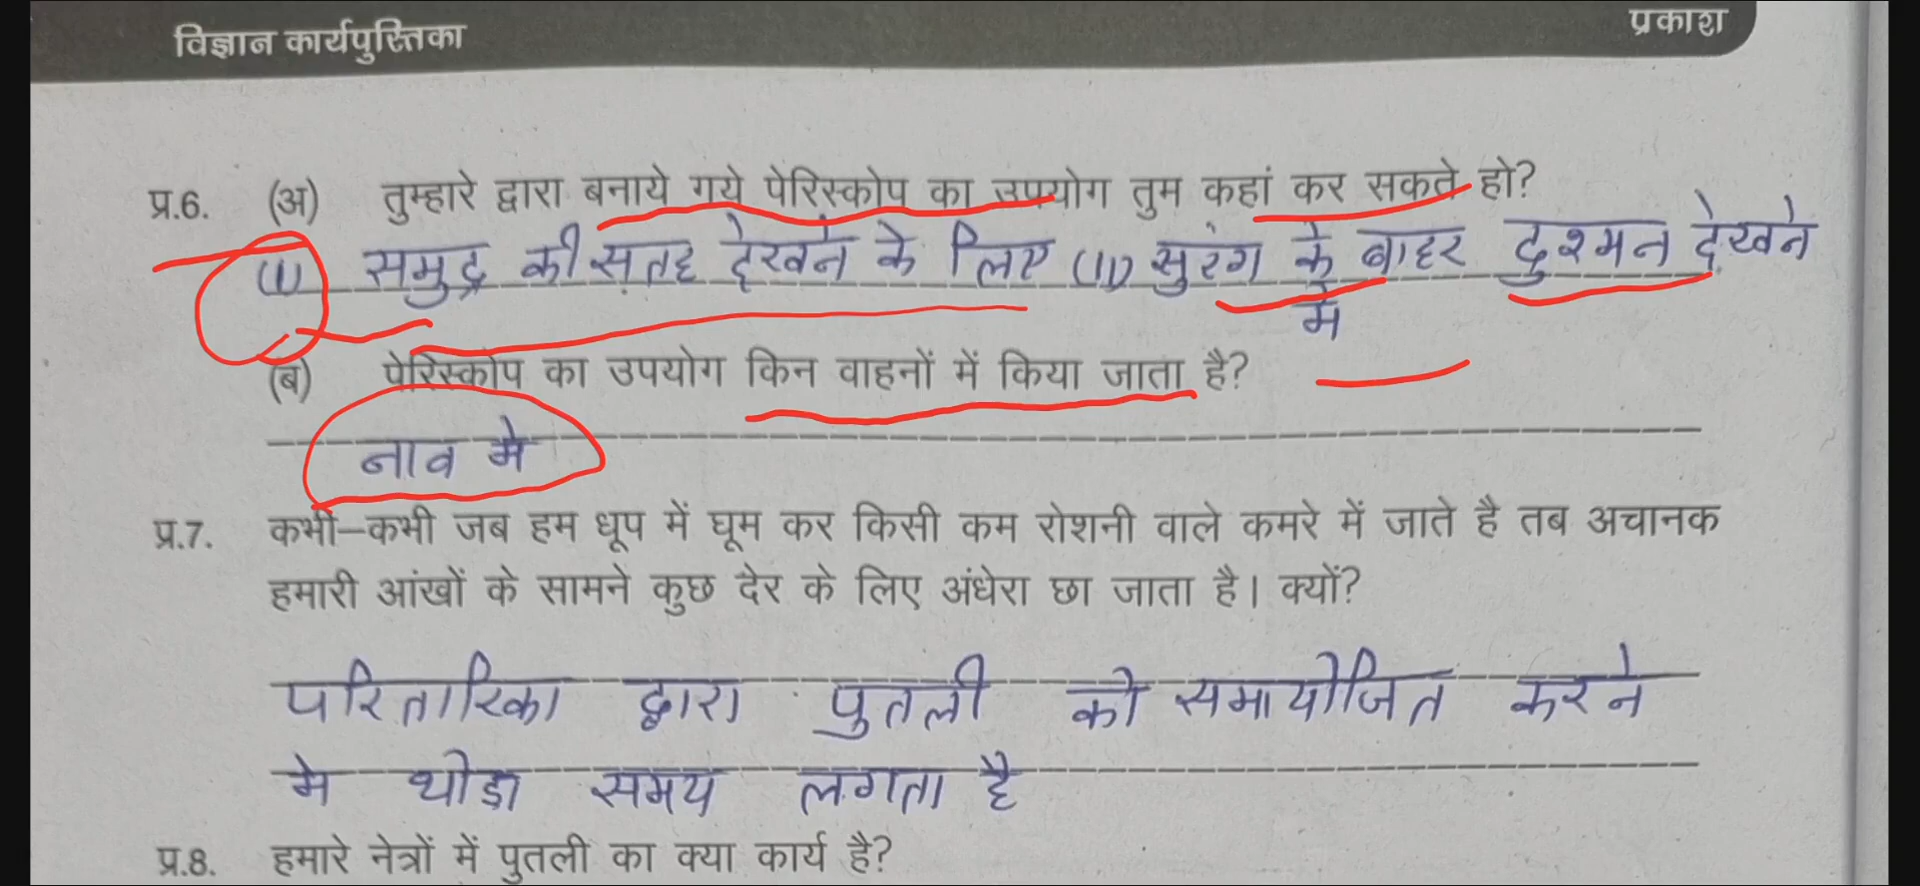 विज्ञान कार्यपुस्तिका
प्रकाश
प्र.6. (अ) तुम्हारे द्वारा बनाये गये पेरिस्कोप का उपयोग तुम कहां कर सकते हो?
(I) समुद्र की सतह देखने के लिए (II) सुरंग के बाहर दुश्मन देखने
मे
(ब) पेरिस्कोप का उपयोग किन वाहनों में किया जाता है?
नाव मे
प्र.7. कभी–कभी जब हम धूप में घूम कर किसी कम रोशनी वाले कमरे में जाते है तब अचानक
हमारी आंखों के सामने कुछ देर के लिए अंधेरा छा जाता है। क्यों?
परितारिका द्वारा पुतली को समायोजित करने
मे थोडा समय लगता है
प्र.8. हमारे नेत्रों में पुतली का क्या कार्य है?